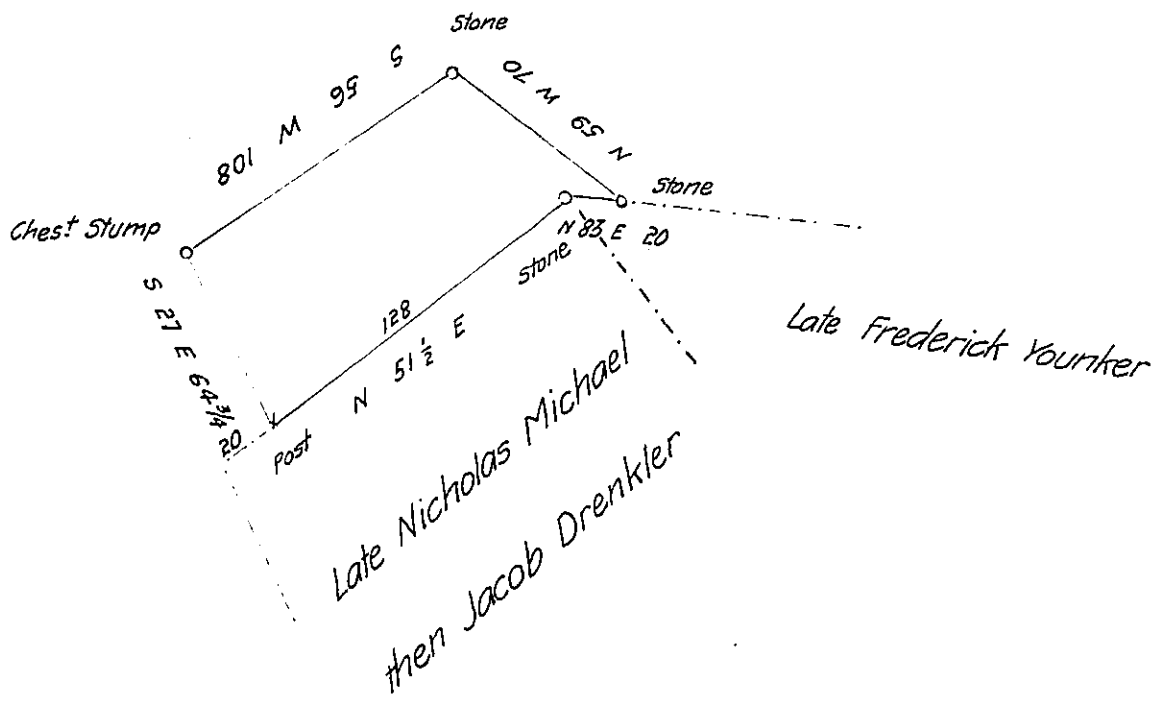 Stone
S 56 W 108
N 59 W 70
Stone
Ches.t Stump
N 83 E 20
Stone
S 27 E 64 3/4
128
N 51 1/2 E
20
Post
Late Frederick Younker
Late Nicholas Michael
then Jacob Drenkler